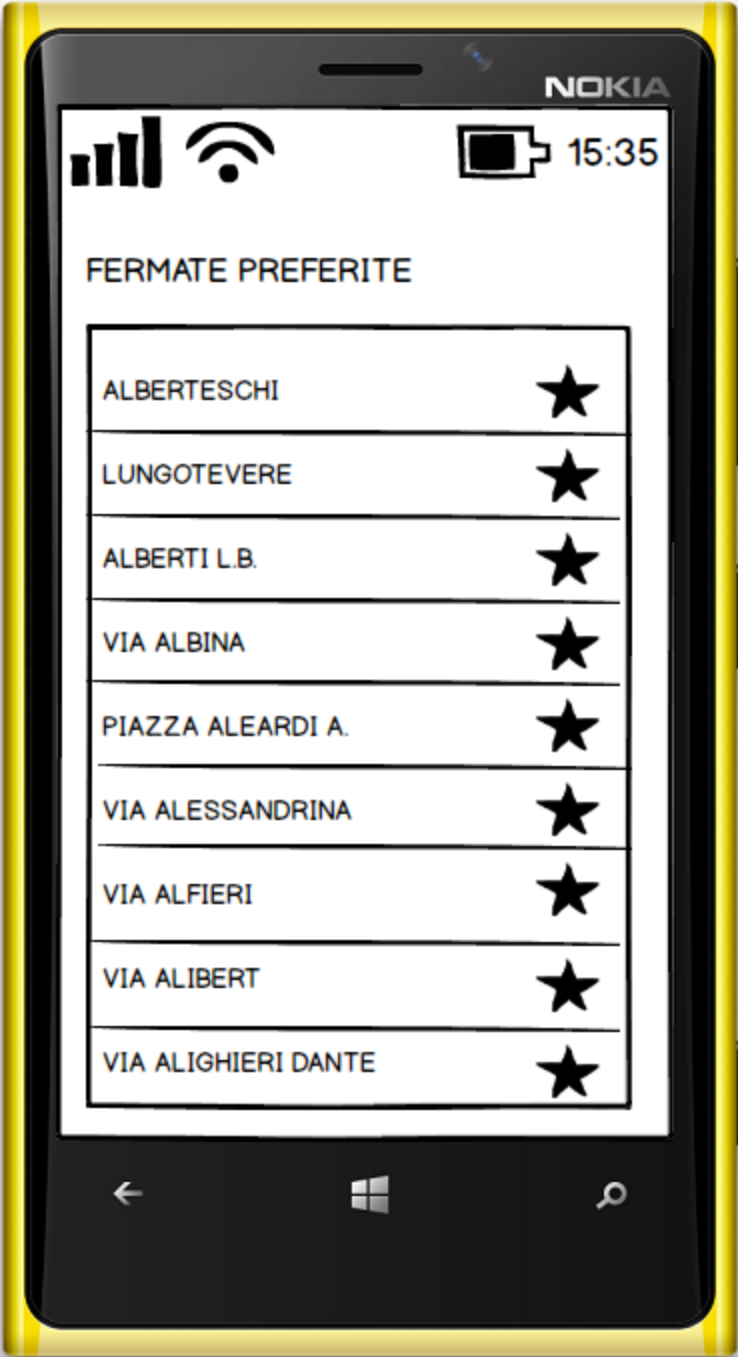 NOKIA
15:35
FERMATE PREFERITE
ALBERTESCHI
LUNGOTEVERE
ALBERTI L.B.
VIA ALBINA
PIAZZA ALEARDI A.
VIA ALESSANDRINA
VIA ALFIERI
VIA ALIBERT
VIA ALIGHIERI DANTE